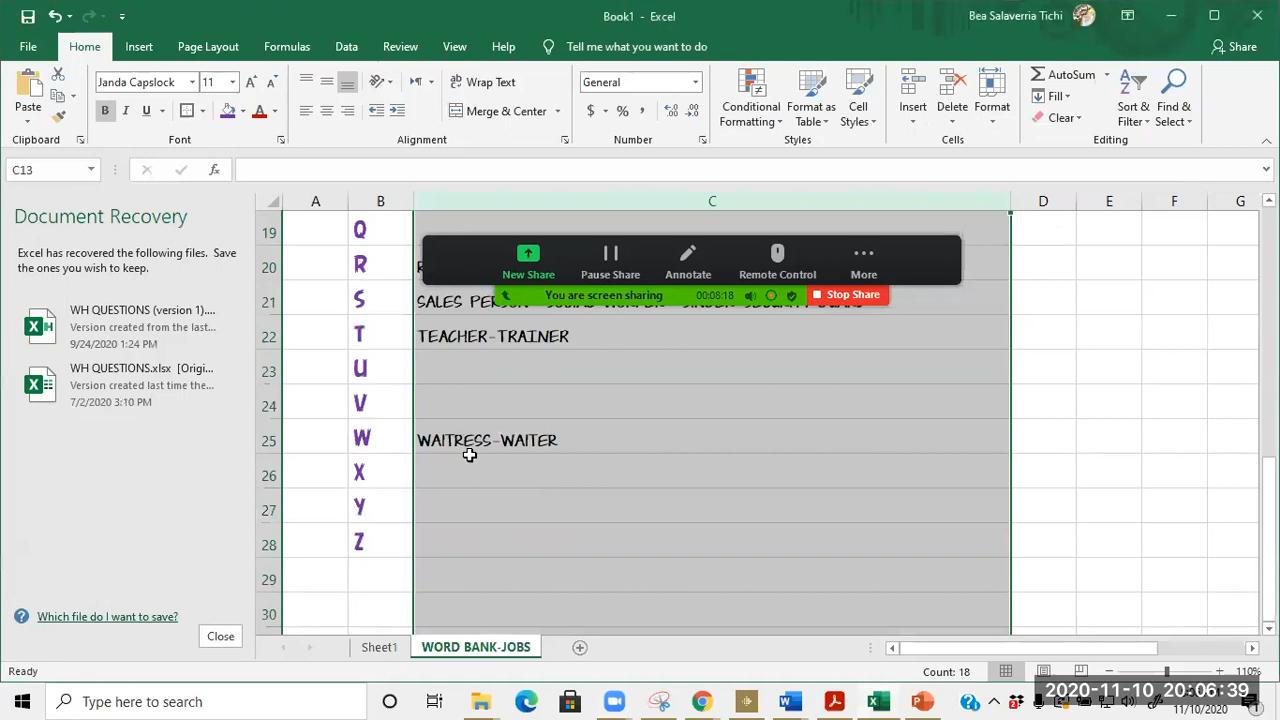 Book1 - Excel
Bea Salaverria Tichi
File Home Insert Page Layout Formulas Data Review View Help Tell me what you want to do Share
Janda Capslock 11 Wrap Text General AutoSum
Paste B I U Merge & Center $ % Conditional Formatting Format as Table Cell Styles Insert Delete Format Fill Clear Sort & Filter Find & Select
Clipboard Font Alignment Number Styles Cells Editing
C13 fx
A B C D E F G
Document Recovery
Excel has recovered the following files. Save the ones you wish to keep.
WH QUESTIONS (version 1)....
Version created from the last...
9/24/2020 1:24 PM
WH QUESTIONS.xlsx [Origi...
Version created last time the...
7/2/2020 3:10 PM
Which file do I want to save?
Close
19 Q
20 R
21 S
22 T TEACHER-TRAINER
23 U
24 V
25 W WAITRESS-WAITER
26 X
27 Y
28 Z
29
30
New Share Pause Share Annotate Remote Control More
You are screen sharing 00:08:18 Stop Share
Sheet1 WORD BANK-JOBS
Ready Count: 18 110%
Type here to search
2020-11-10 20:06:39
11/10/2020